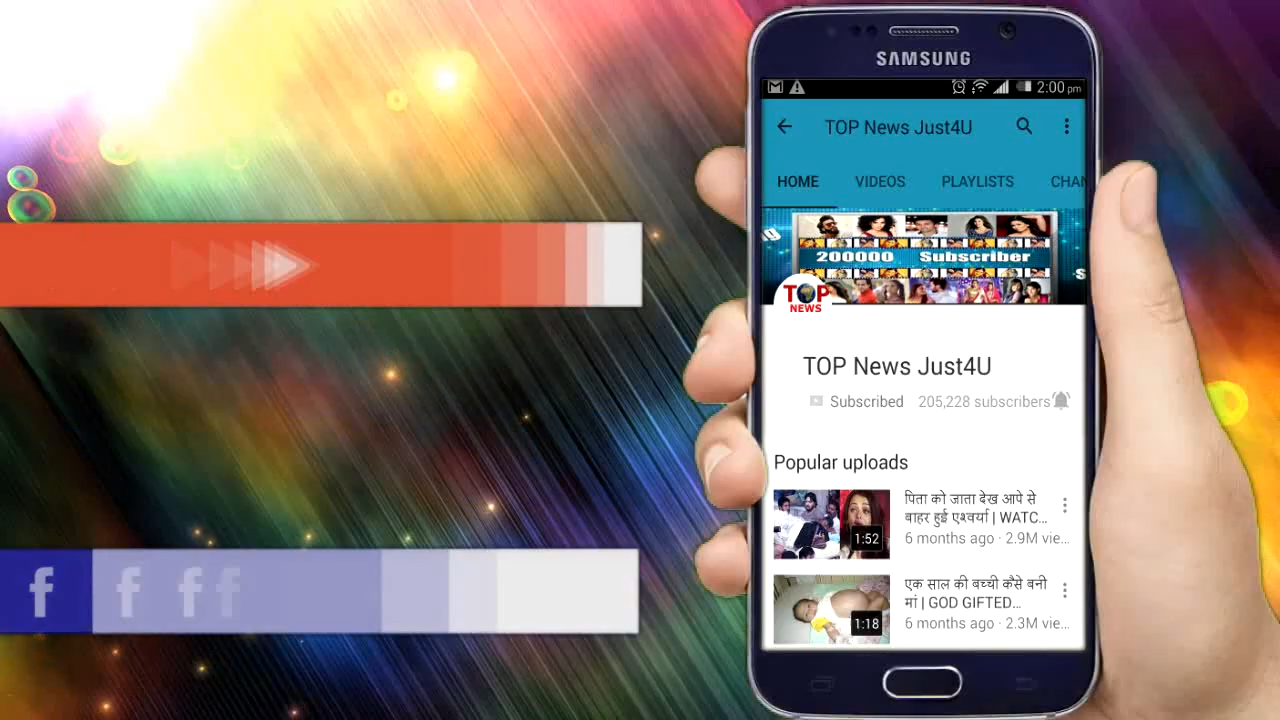 SAMSUNG
2:00 pm
TOP News Just4U
HOME VIDEOS PLAYLISTS CHAN
200000 Subscriber
TOP
NEWS
TOP News Just4U
Subscribed 205,228 subscribers
Popular uploads
पिता को जाता देख आपे से
बाहर हुई एश्वर्या | WATC...
1:52
6 months ago · 2.9M vie...
एक साल की बच्ची कैसे बनी
मां | GOD GIFTED...
1:18
6 months ago · 2.3M vie...
f f f f